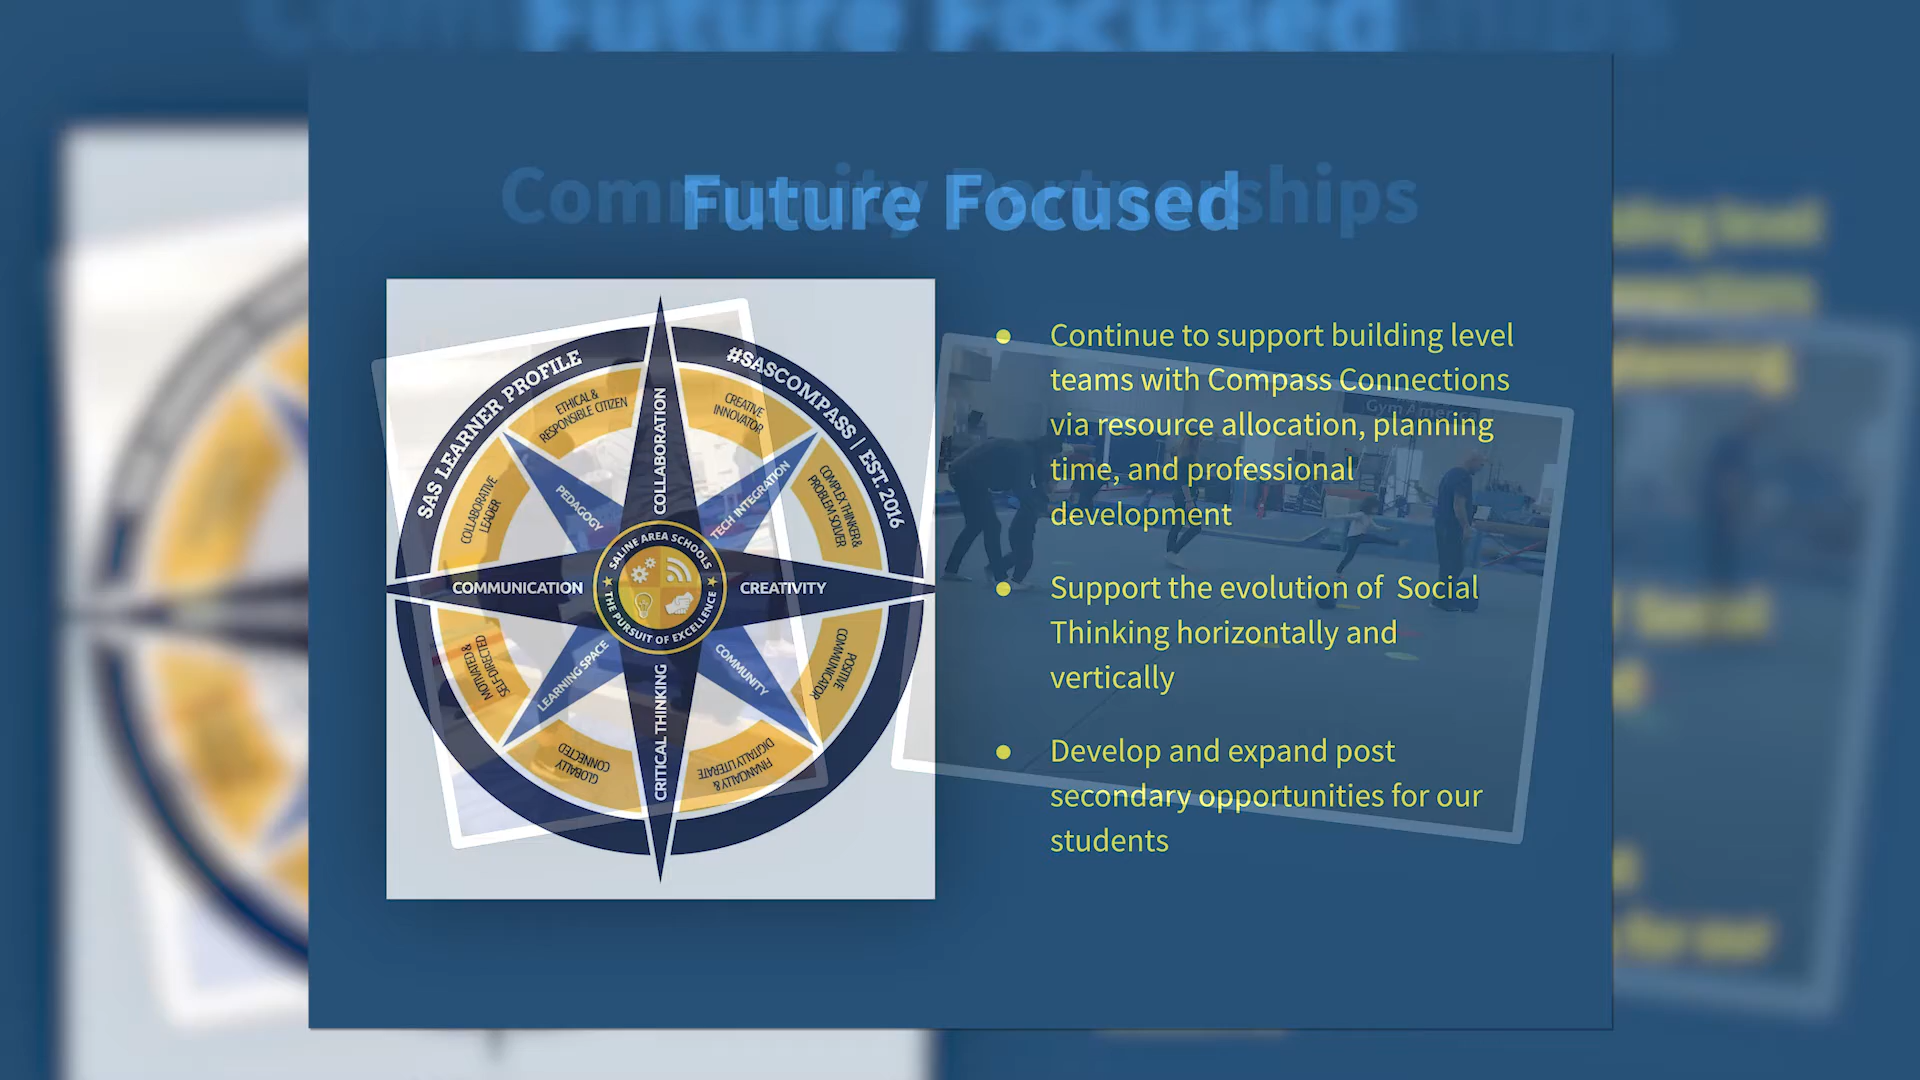 Community Partnerships
Future Focused
SAS LEARNER PROFILE
#SASCOMPASS | EST. 2016
ETHICAL &
RESPONSIBLE CITIZEN
CREATIVE
INNOVATOR
COLLABORATIVE
LEADER
COMPLEX THINKER &
PROBLEM SOLVER
COLLABORATION
PEDAGOGY
TECH INTEGRATION
COMMUNICATION
SALINE AREA SCHOOLS
THE PURSUIT OF EXCELLENCE
CREATIVITY
MOTIVATED &
SELF-DIRECTED
LEARNING SPACE
COMMUNITY
POSITIVE
COMMUNICATOR
CRITICAL THINKING
GLOBALLY
CONNECTED
FINANCIALLY &
DIGITALLY LITERATE
● Continue to support building level
teams with Compass Connections
via resource allocation, planning
time, and professional
development
● Support the evolution of Social
Thinking horizontally and
vertically
● Develop and expand post
secondary opportunities for our
students
Gym America